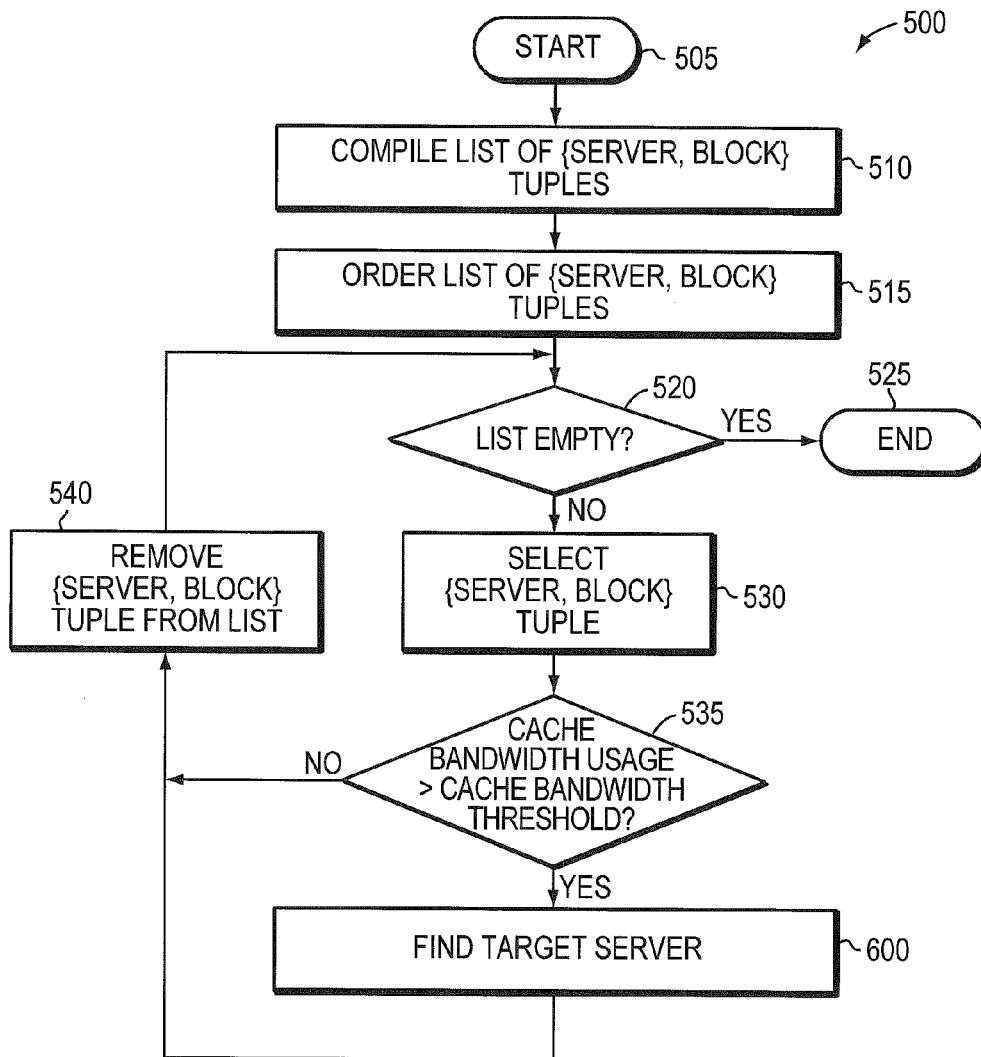 500
START
505
COMPILE LIST OF {SERVER, BLOCK}
TUPLES
510
ORDER LIST OF {SERVER, BLOCK}
TUPLES
515
520
LIST EMPTY?
YES
525
END
NO
540
REMOVE
{SERVER, BLOCK}
TUPLE FROM LIST
SELECT
{SERVER, BLOCK}
TUPLE
530
535
CACHE
BANDWIDTH USAGE
> CACHE BANDWIDTH
THRESHOLD?
NO
YES
FIND TARGET SERVER
600